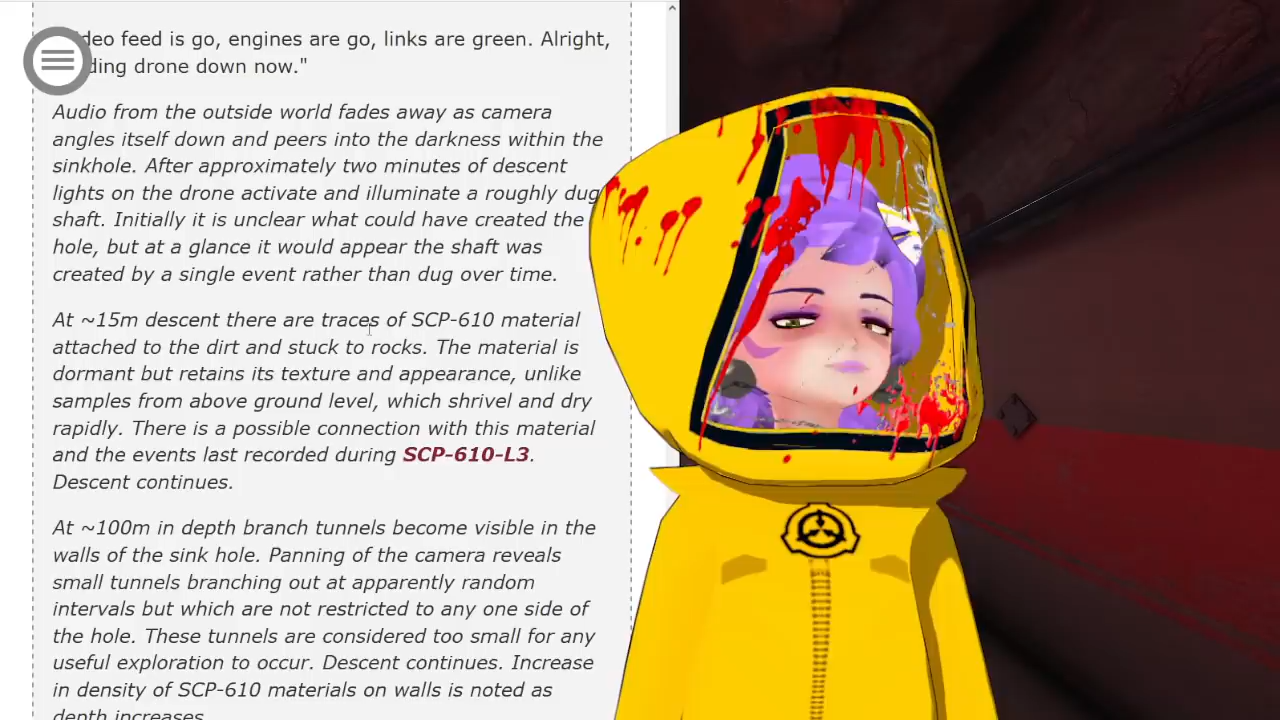 deo feed is go, engines are go, links are green. Alright,
ding drone down now."
Audio from the outside world fades away as camera
angles itself down and peers into the darkness within the
sinkhole. After approximately two minutes of descent
lights on the drone activate and illuminate a roughly dug
shaft. Initially it is unclear what could have created the
hole, but at a glance it would appear the shaft was
created by a single event rather than dug over time.
At ~15m descent there are traces of SCP-610 material
attached to the dirt and stuck to rocks. The material is
dormant but retains its texture and appearance, unlike
samples from above ground level, which shrivel and dry
rapidly. There is a possible connection with this material
and the events last recorded during SCP-610-L3.
Descent continues.
At ~100m in depth branch tunnels become visible in the
walls of the sink hole. Panning of the camera reveals
small tunnels branching out at apparently random
intervals but which are not restricted to any one side of
the hole. These tunnels are considered too small for any
useful exploration to occur. Descent continues. Increase
in density of SCP-610 materials on walls is noted as
depth increases.